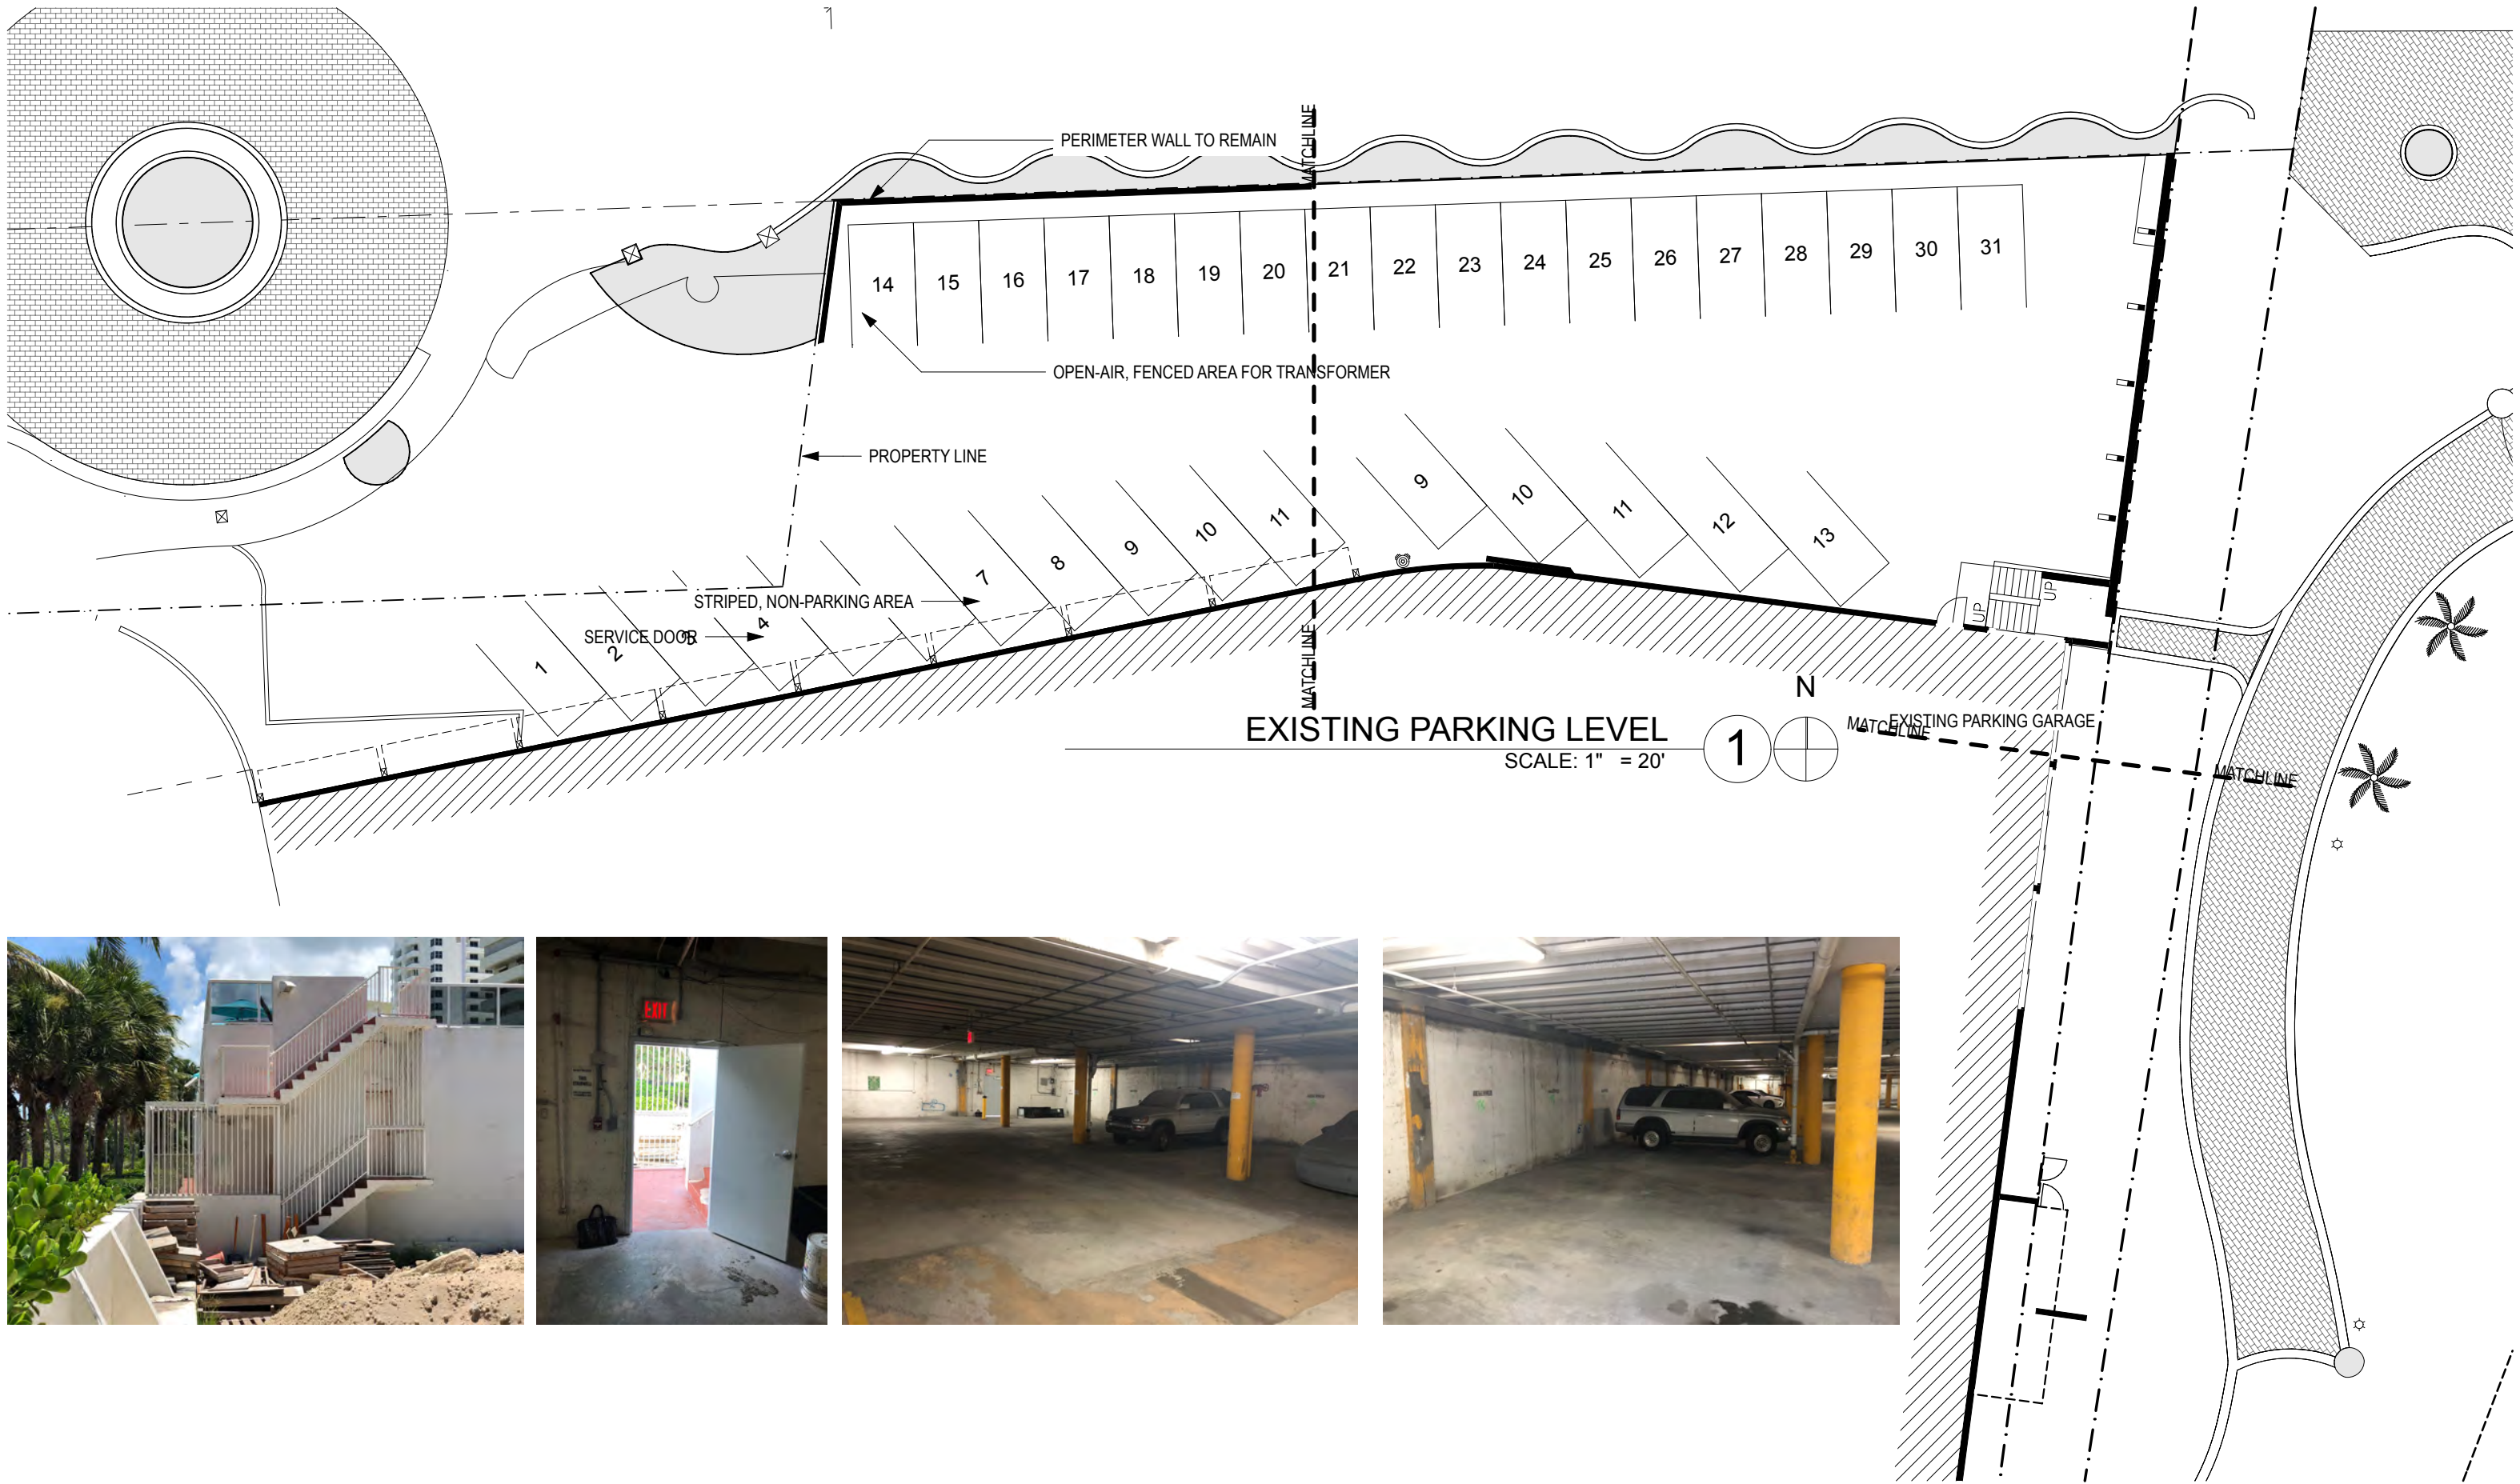 MATCHLINE
PERIMETER WALL TO REMAIN
14 15 16 17 18 19 20 21 22 23 24 25 26 27 28 29 30 31
OPEN-AIR, FENCED AREA FOR TRANSFORMER
PROPERTY LINE
9 10 11 12 13
1 2 3 4 7 8 9 10 11
STRIPED, NON-PARKING AREA
SERVICE DOOR
UP
UP
MATCHLINE
N
EXISTING PARKING LEVEL
SCALE: 1" = 20'
1
MATCHLINE
EXISTING PARKING GARAGE
MATCHLINE
EXIT